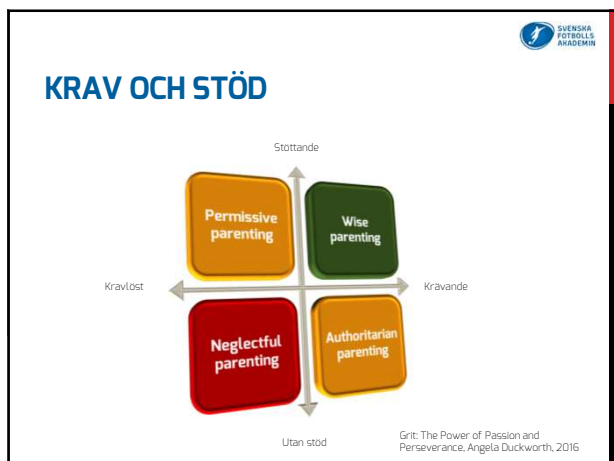 SVENSKA
FOTBOLLS
AKADEMIN
KRAV OCH STÖD
Stöttande
Permissive
parenting
Wise
parenting
Kravlöst
Krävande
Neglectful
parenting
Authoritarian
parenting
Utan stöd
Grit: The Power of Passion and
Perseverance, Angela Duckworth, 2016